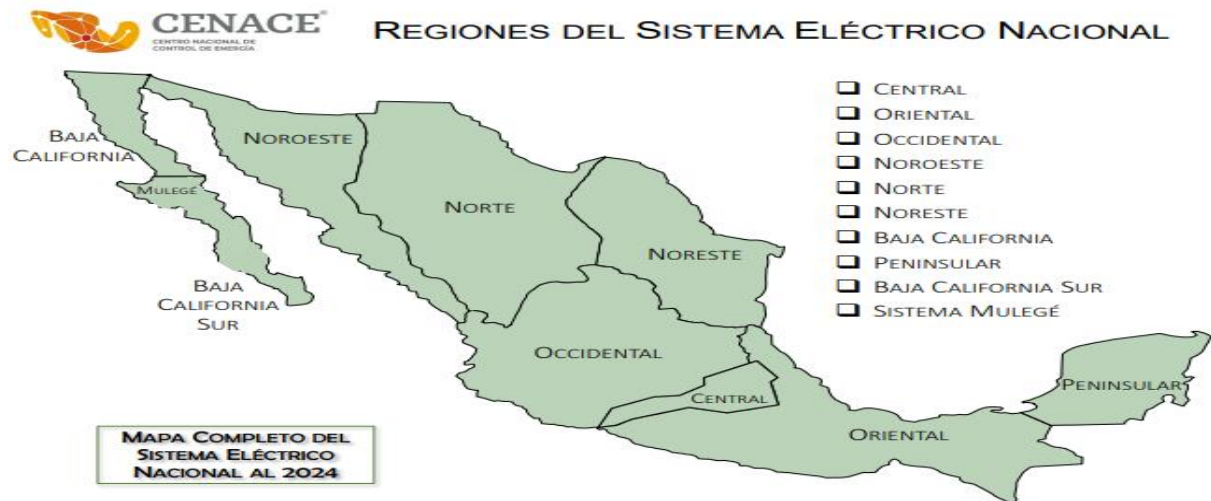 CENACE®
CENTRO NACIONAL DE
CONTROL DE ENERGÍA
REGIONES DEL SISTEMA ELÉCTRICO NACIONAL
❑ CENTRAL
❑ ORIENTAL
❑ OCCIDENTAL
❑ NOROESTE
❑ NORTE
❑ NORESTE
❑ BAJA CALIFORNIA
❑ PENINSULAR
❑ BAJA CALIFORNIA SUR
❑ SISTEMA MULEGÉ
BAJA
CALIFORNIA
NOROESTE
MULEGÉ
NORTE
NORESTE
BAJA
CALIFORNIA
SUR
OCCIDENTAL
CENTRAL
PENINSULAR
ORIENTAL
MAPA COMPLETO DEL
SISTEMA ELÉCTRICO
NACIONAL AL 2024